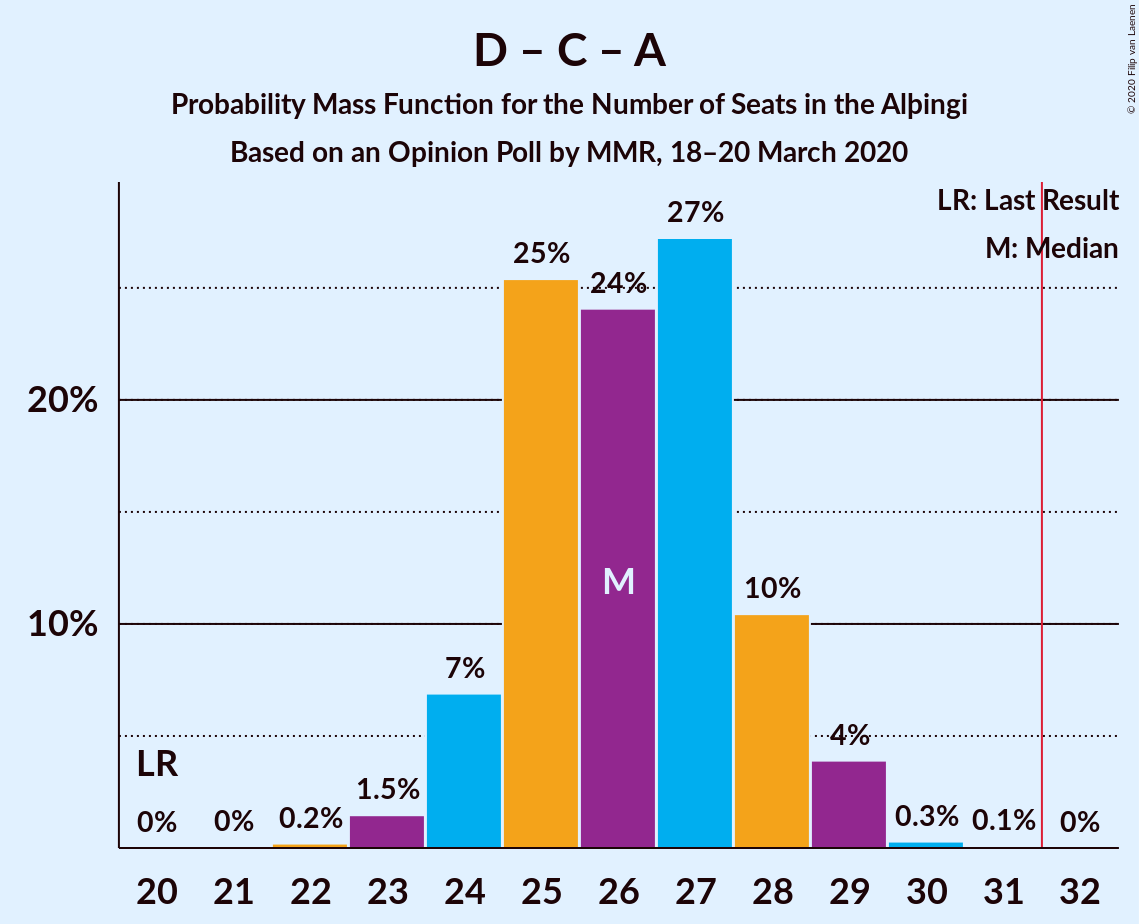 D – C – A
Probability Mass Function for the Number of Seats in the Alþingi
Based on an Opinion Poll by MMR, 18–20 March 2020
© 2020 Filip van Laenen
LR: Last Result
M: Median
27%
25%
24%
20%
M
10%
10%
7%
4%
LR
1.5%
0% 0% 0.2% 0.3% 0.1% 0%
20 21 22 23 24 25 26 27 28 29 30 31 32